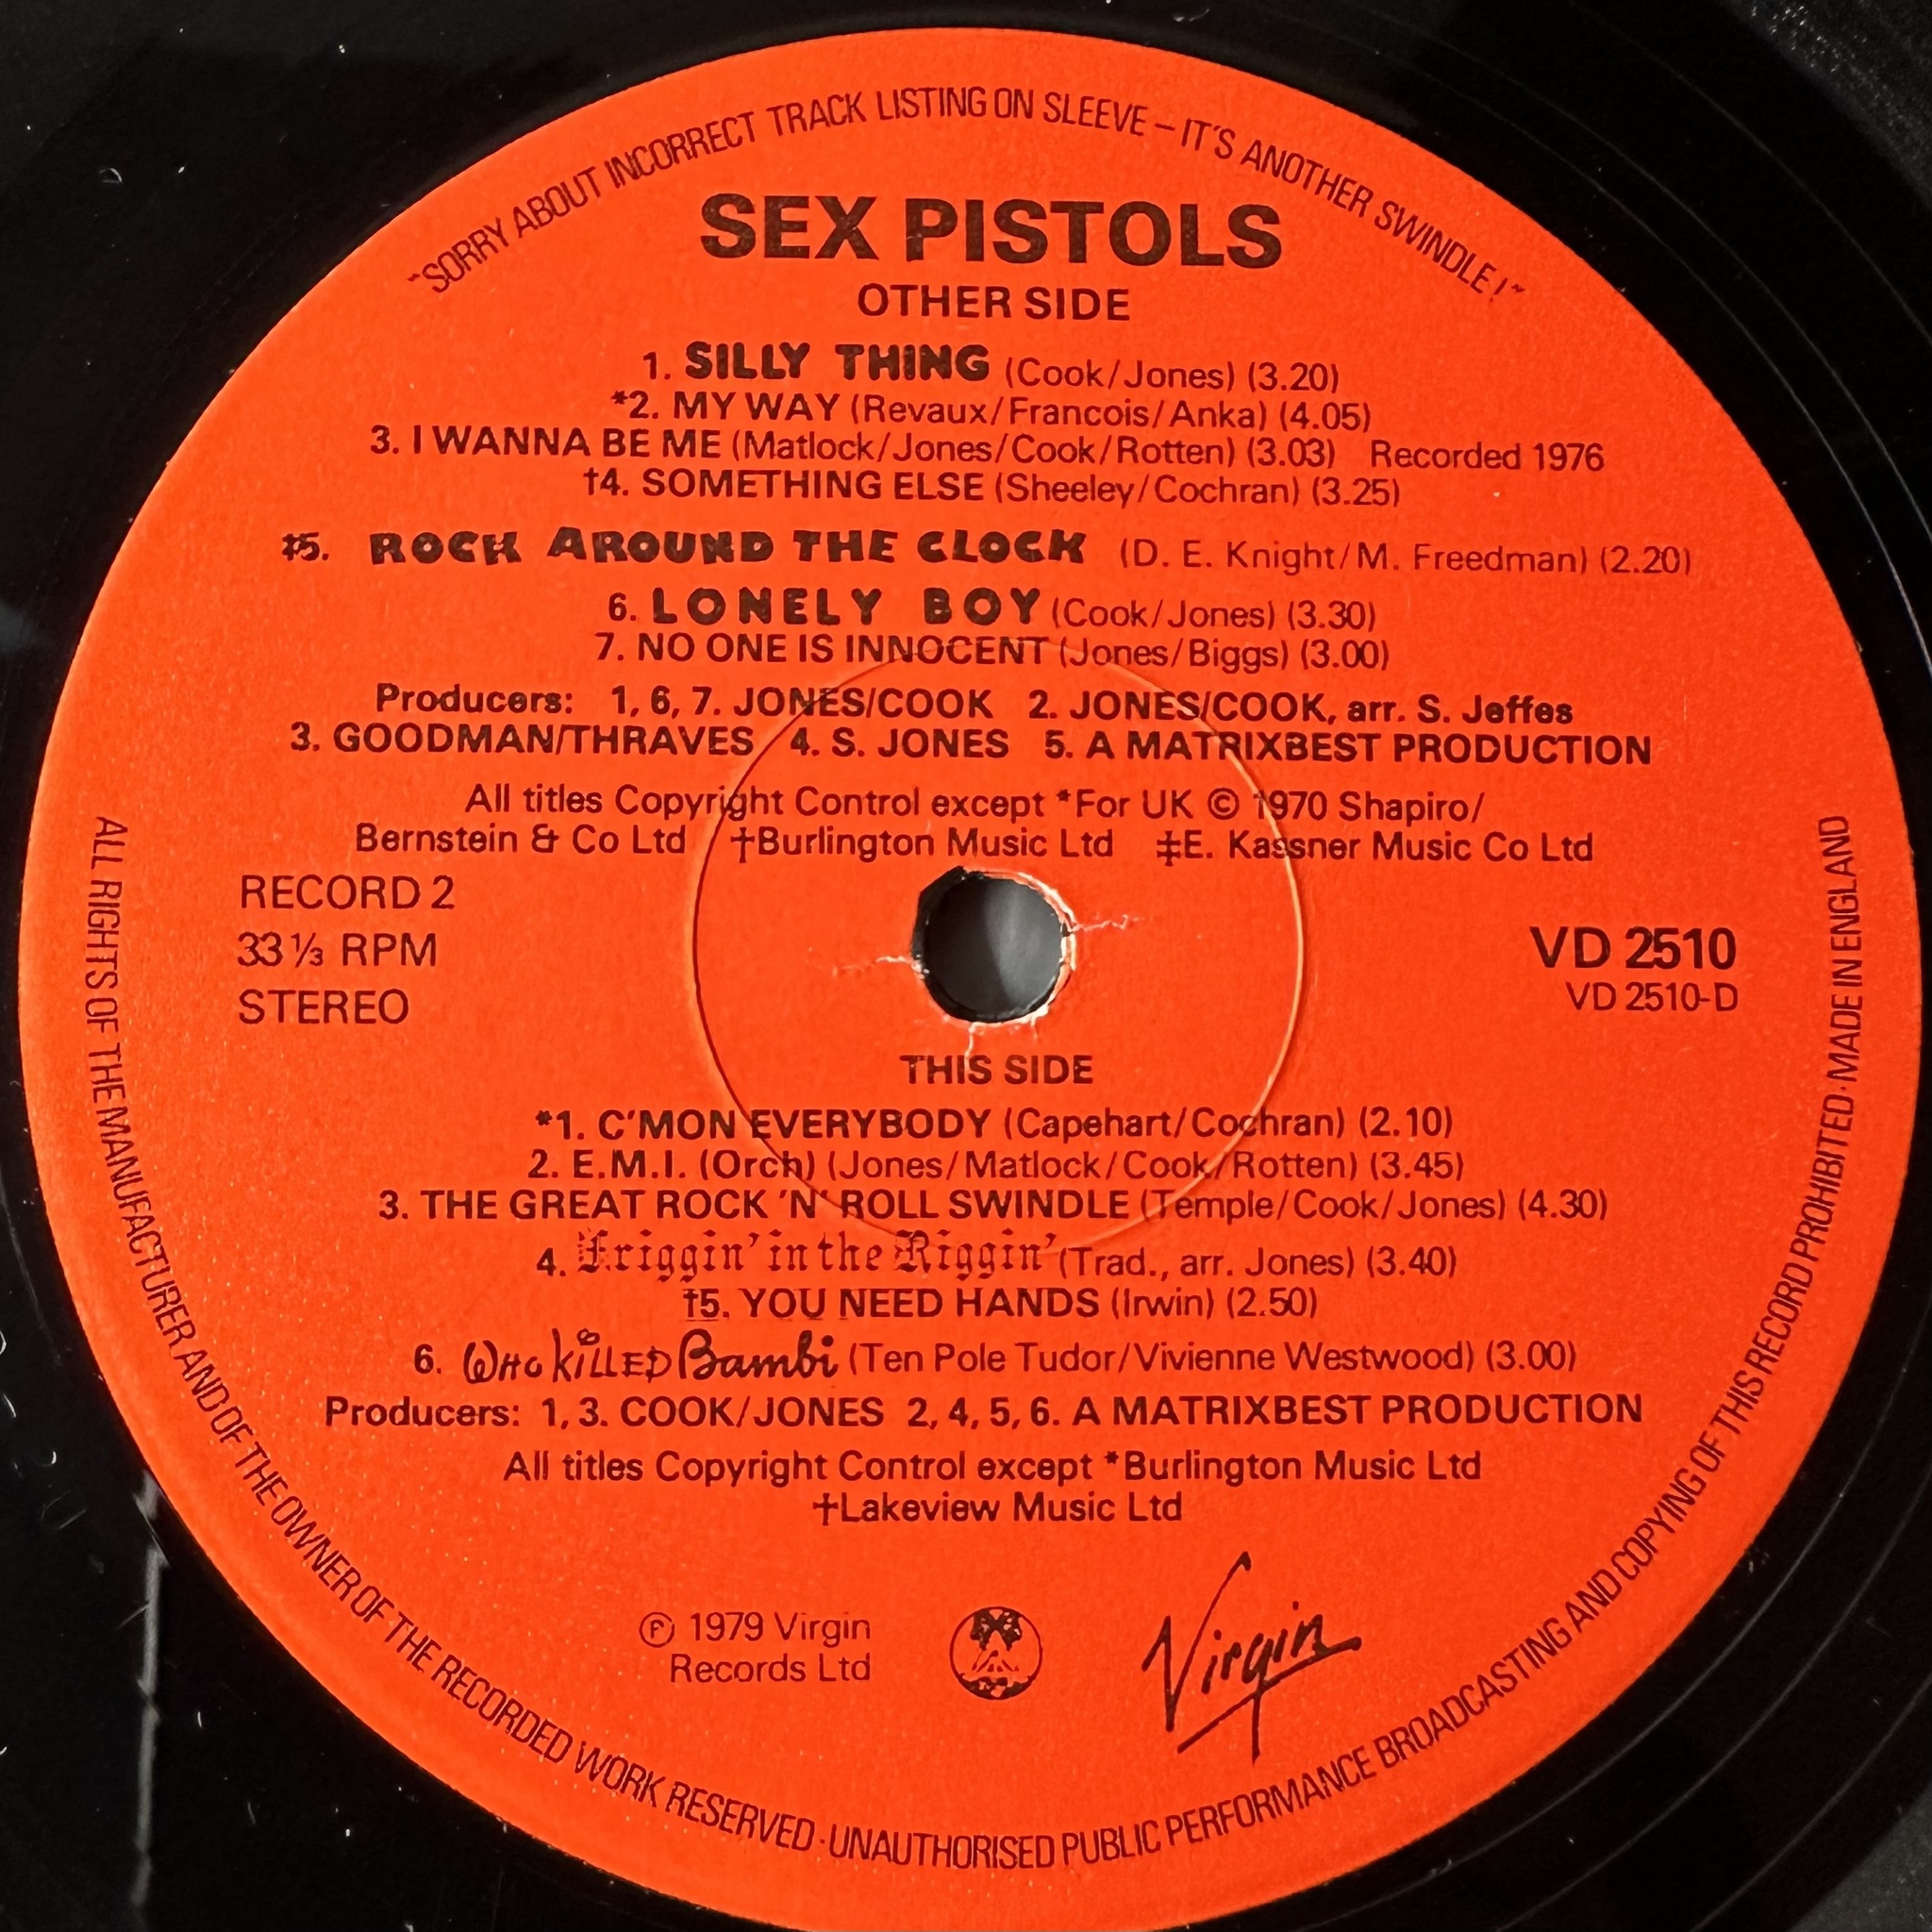 "SORRY ABOUT INCORRECT TRACK LISTING ON SLEEVE – IT'S ANOTHER SWINDLE!"
SEX PISTOLS
OTHER SIDE
1. SILLY THING (Cook/Jones) (3.20)
*2. MY WAY (Revaux/Francois/Anka) (4.05)
3. I WANNA BE ME (Matlock/Jones/Cook/Rotten) (3.03) Recorded 1976
†4. SOMETHING ELSE (Sheeley/Cochran) (3.25)
‡5. ROCK AROUND THE CLOCK (D. E. Knight/M. Freedman) (2.20)
6. LONELY BOY (Cook/Jones) (3.30)
7. NO ONE IS INNOCENT (Jones/Biggs) (3.00)
Producers: 1, 6, 7. JONES/COOK 2. JONES/COOK, arr. S. Jeffes
3. GOODMAN/THRAVES 4. S. JONES 5. A MATRIXBEST PRODUCTION
All titles Copyright Control except *For UK © 1970 Shapiro/
Bernstein & Co Ltd †Burlington Music Ltd ‡E. Kassner Music Co Ltd
RECORD 2
33⅓ RPM
STEREO
VD 2510
VD 2510-D
THIS SIDE
*1. C'MON EVERYBODY (Capehart/Cochran) (2.10)
2. E.M.I. (Orch) (Jones/Matlock/Cook/Rotten) (3.45)
3. THE GREAT ROCK 'N' ROLL SWINDLE (Temple/Cook/Jones) (4.30)
4. Friggin' in the Riggin' (Trad., arr. Jones) (3.40)
†5. YOU NEED HANDS (Irwin) (2.50)
6. WHO KILLED Bambi (Ten Pole Tudor/Vivienne Westwood) (3.00)
Producers: 1, 3. COOK/JONES 2, 4, 5, 6. A MATRIXBEST PRODUCTION
All titles Copyright Control except *Burlington Music Ltd
†Lakeview Music Ltd
℗ 1979 Virgin
Records Ltd
Virgin
ALL RIGHTS OF THE MANUFACTURER AND OF THE OWNER OF THE RECORDED WORK RESERVED · UNAUTHORISED PUBLIC PERFORMANCE BROADCASTING AND COPYING OF THIS RECORD PROHIBITED · MADE IN ENGLAND